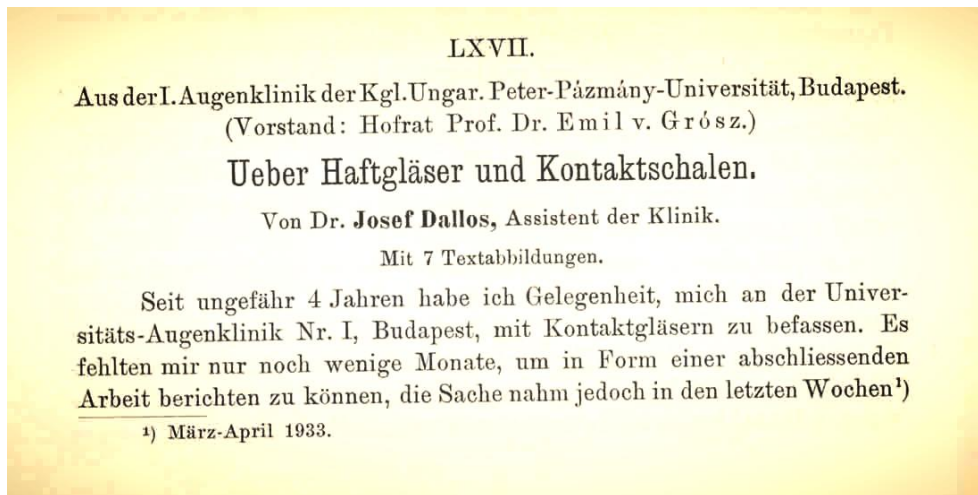 LXVII.
Aus der I. Augenklinik der Kgl. Ungar. Peter-Pázmány-Universität, Budapest.
(Vorstand: Hofrat Prof. Dr. Emil v. Grósz.)
Ueber Haftgläser und Kontaktschalen.
Von Dr. Josef Dallos, Assistent der Klinik.
Mit 7 Textabbildungen.
Seit ungefähr 4 Jahren habe ich Gelegenheit, mich an der Univer-
sitäts-Augenklinik Nr. I, Budapest, mit Kontaktgläsern zu befassen. Es
fehlten mir nur noch wenige Monate, um in Form einer abschliessenden
Arbeit berichten zu können, die Sache nahm jedoch in den letzten Wochen¹)
¹) März-April 1933.